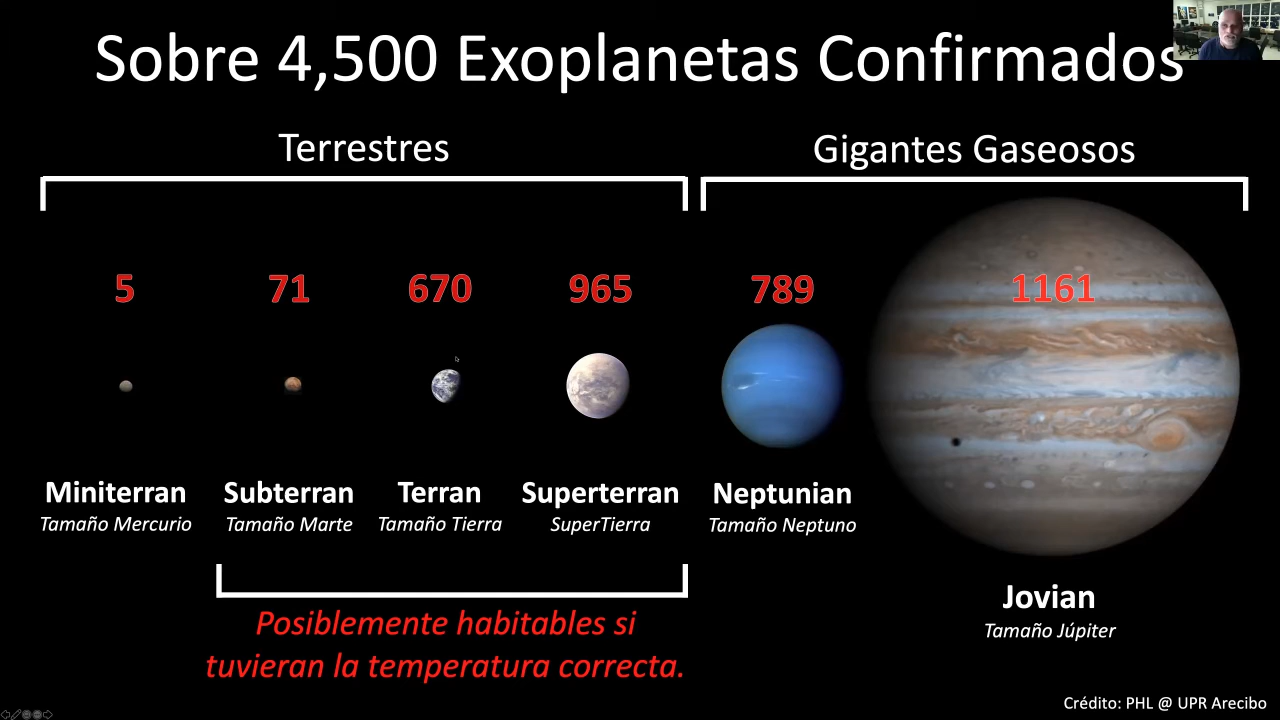 Sobre 4,500 Exoplanetas Confirmados
Terrestres
Gigantes Gaseosos
5
71
670
965
789
1161
Miniterran
Tamaño Mercurio
Subterran
Tamaño Marte
Terran
Tamaño Tierra
Superterran
SuperTierra
Neptunian
Tamaño Neptuno
Jovian
Tamaño Júpiter
Posiblemente habitables si
tuvieran la temperatura correcta.
Crédito: PHL @ UPR Arecibo